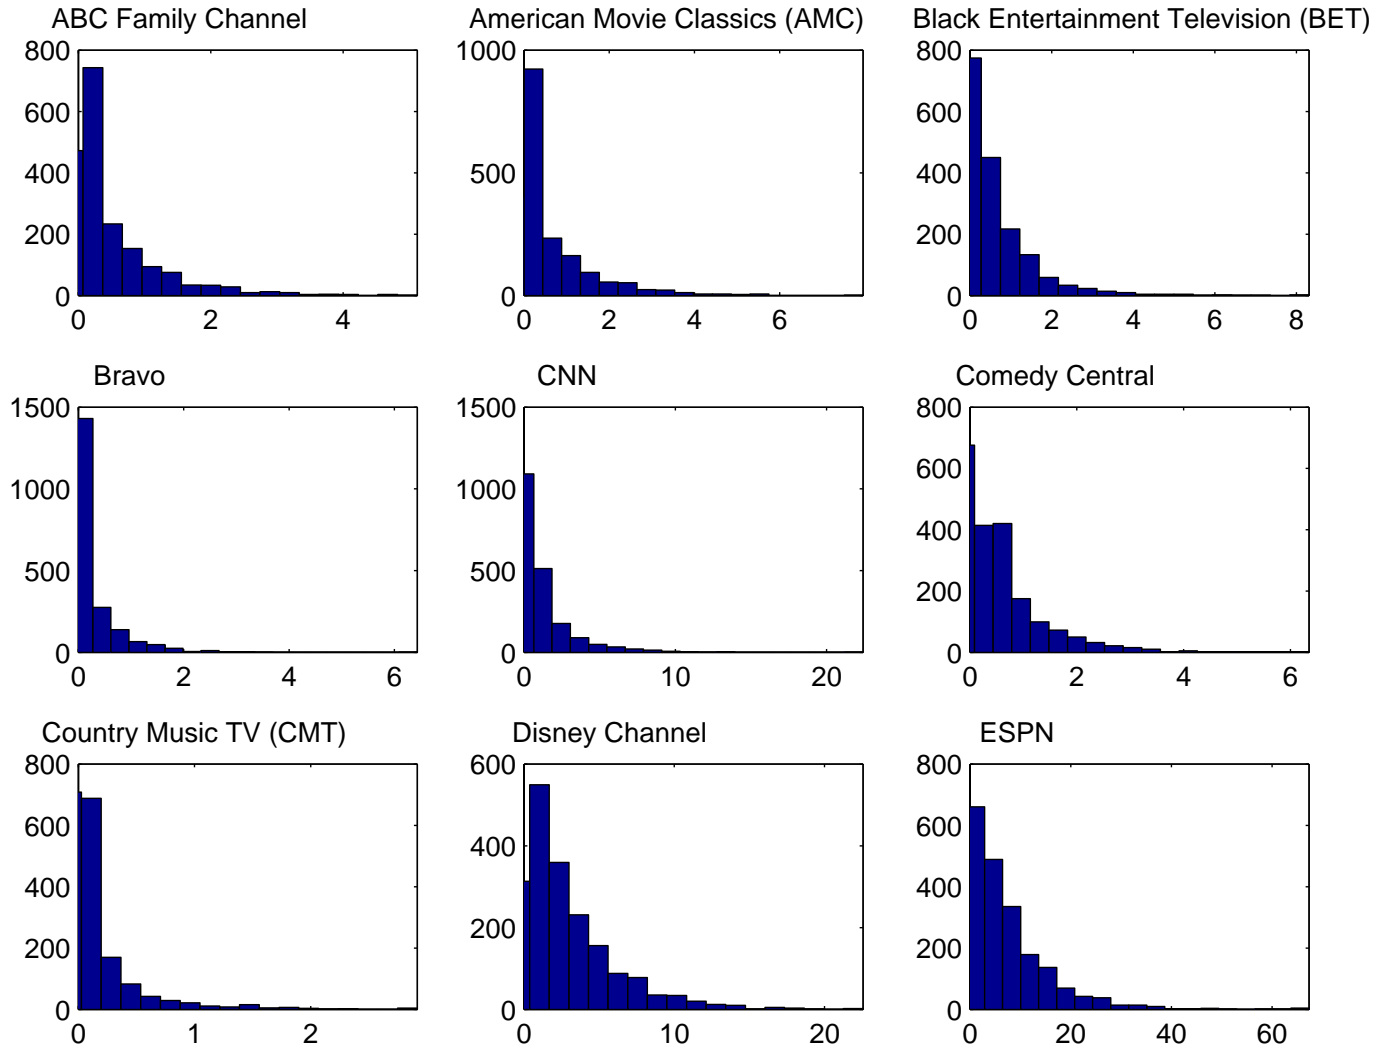 ABC Family Channel
800
600
400
200
0
0 2 4
American Movie Classics (AMC)
1000
500
0
0 2 4 6
Black Entertainment Television (BET)
800
600
400
200
0
0 2 4 6 8
Bravo
1500
1000
500
0
0 2 4 6
CNN
1500
1000
500
0
0 10 20
Comedy Central
800
600
400
200
0
0 2 4 6
Country Music TV (CMT)
800
600
400
200
0
0 1 2
Disney Channel
600
400
200
0
0 10 20
ESPN
800
600
400
200
0
0 20 40 60